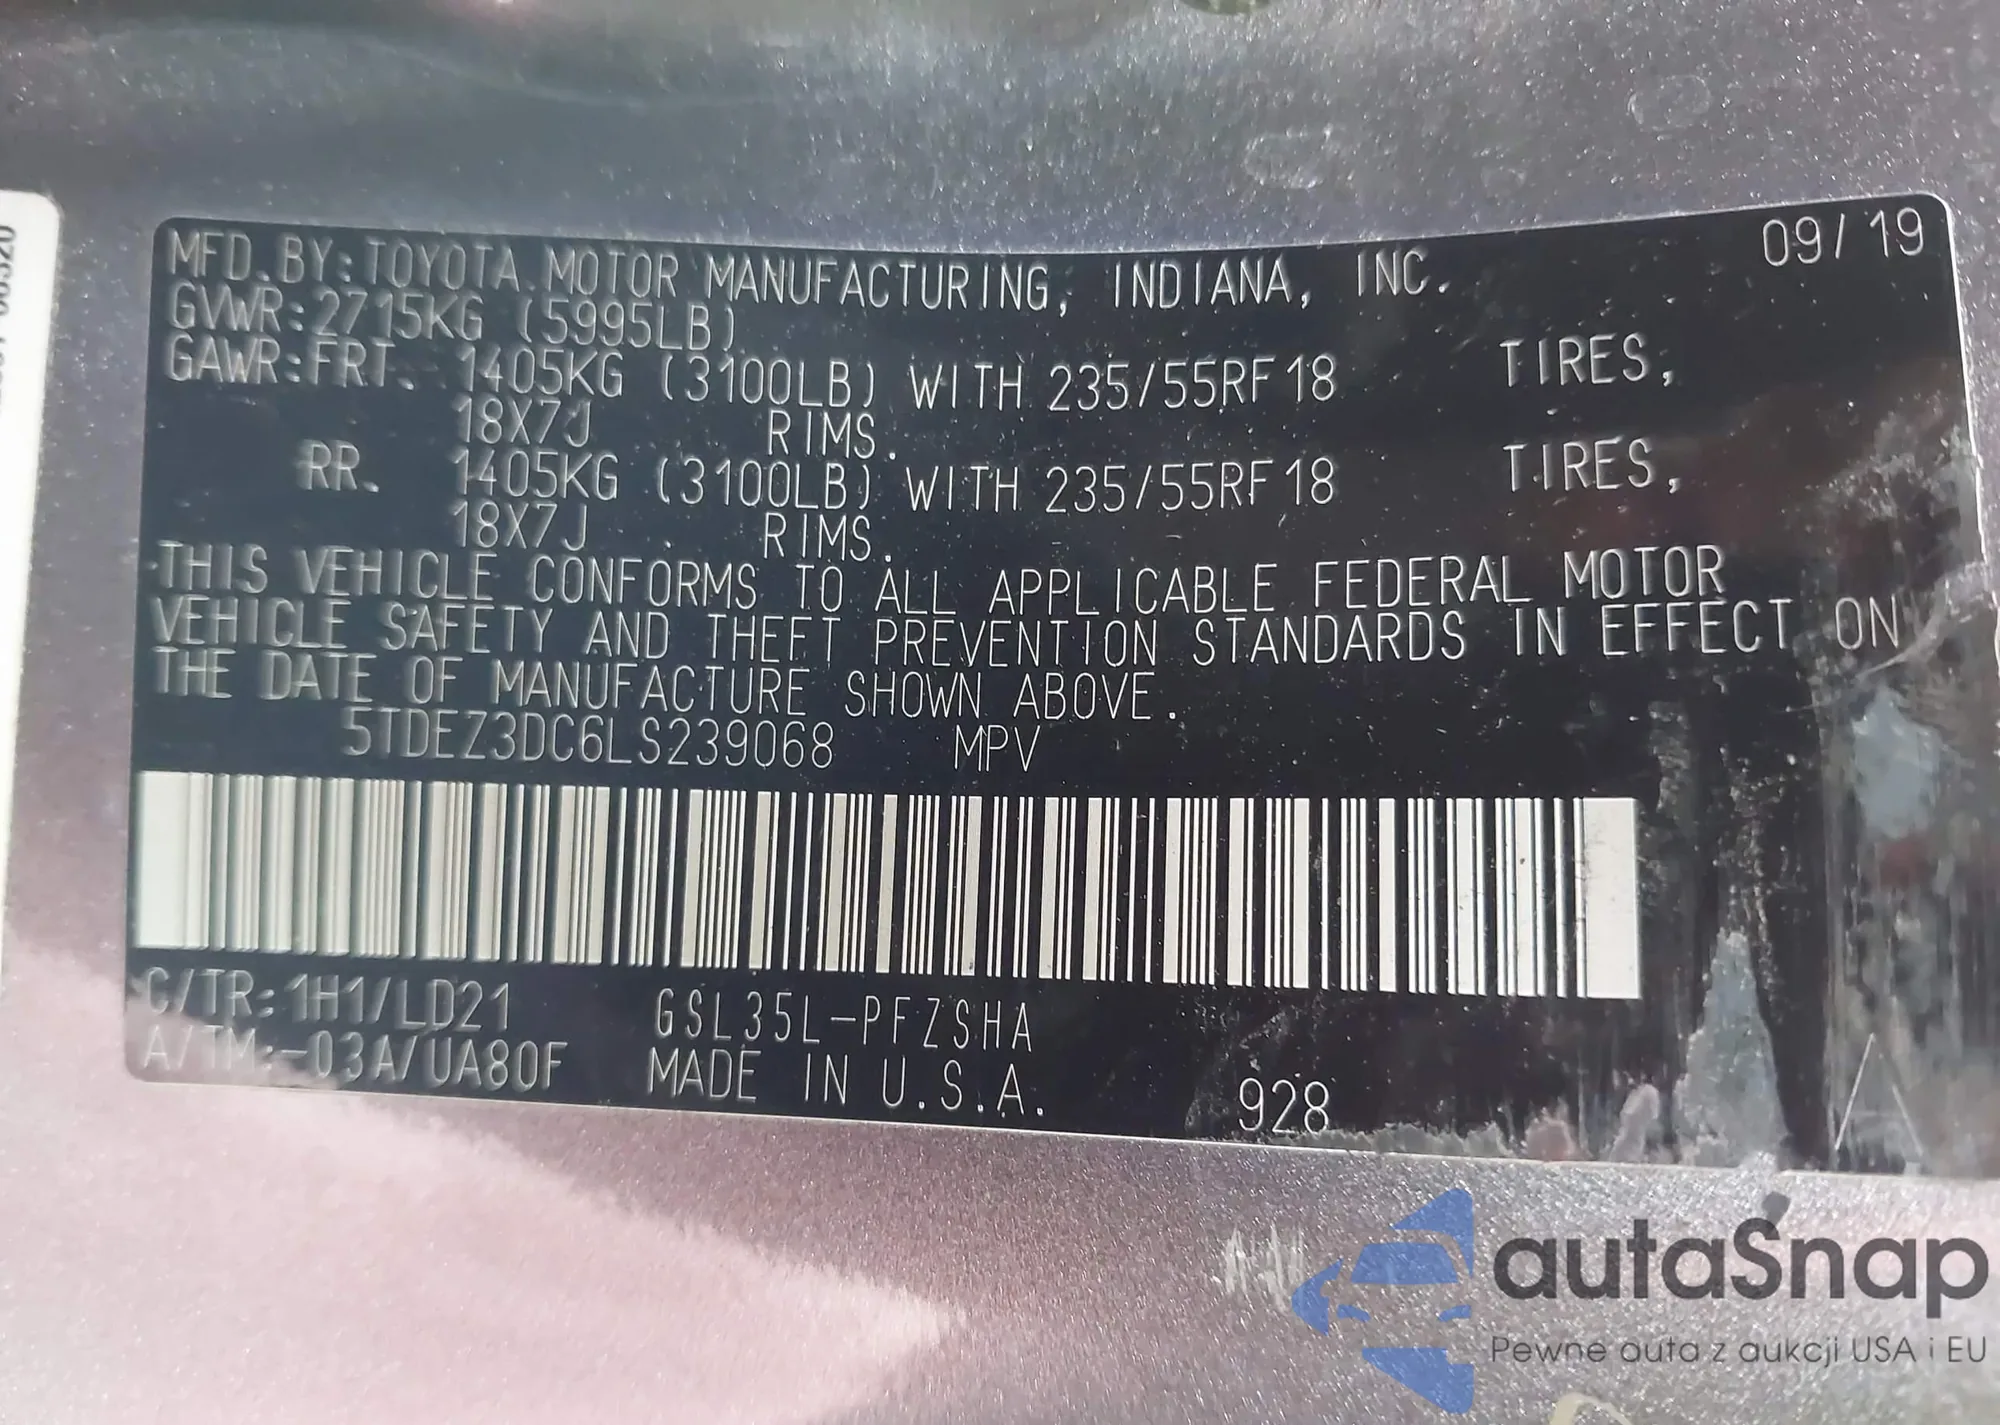 MFD. BY: TOYOTA MOTOR MANUFACTURING, INDIANA, INC. 09/19
GVWR: 2715KG (5995LB)
GAWR: FRT. 1405KG (3100LB) WITH 235/55RF18 TIRES,
18X7J RIMS.
RR. 1405KG (3100LB) WITH 235/55RF18 TIRES,
18X7J RIMS.
THIS VEHICLE CONFORMS TO ALL APPLICABLE FEDERAL MOTOR
VEHICLE SAFETY AND THEFT PREVENTION STANDARDS IN EFFECT ON
THE DATE OF MANUFACTURE SHOWN ABOVE.
5TDEZ3DC6LS239068 MPV
C/TR: 1H1/LD21 GSL35L-PFZSHA
A/TM: -03A/UA80F MADE IN U.S.A. 928
A
autaŚnap
Pewne auta z aukcji USA i EU